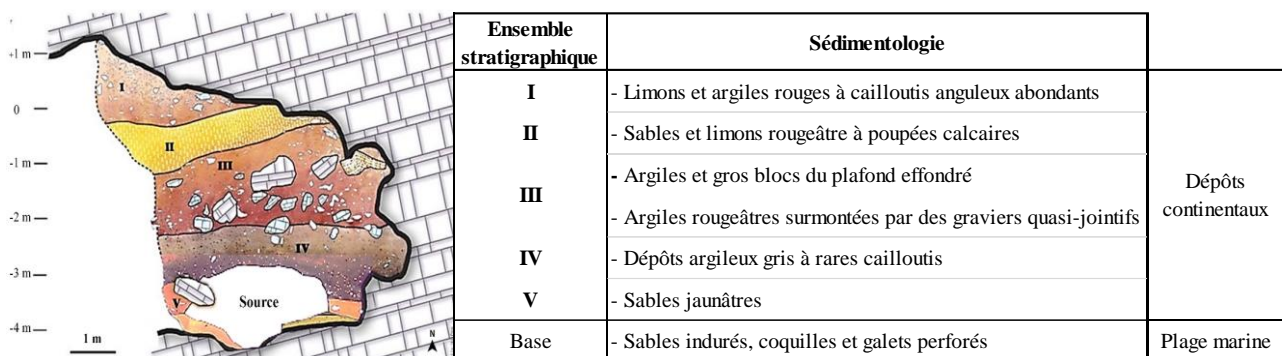 +1 m
0
-1 m
-2 m
-3 m
-4 m
I
II
III
IV
V
Source
1 m
N
Ensemble stratigraphique
Sédimentologie
I
- Limons et argiles rouges à cailloutis anguleux abondants
II
- Sables et limons rougeâtre à poupées calcaires
III
- Argiles et gros blocs du plafond effondré
- Argiles rougeâtres surmontées par des graviers quasi-jointifs
IV
- Dépôts argileux gris à rares cailloutis
V
- Sables jaunâtres
Dépôts
continentaux
Base
- Sables indurés, coquilles et galets perforés
Plage marine